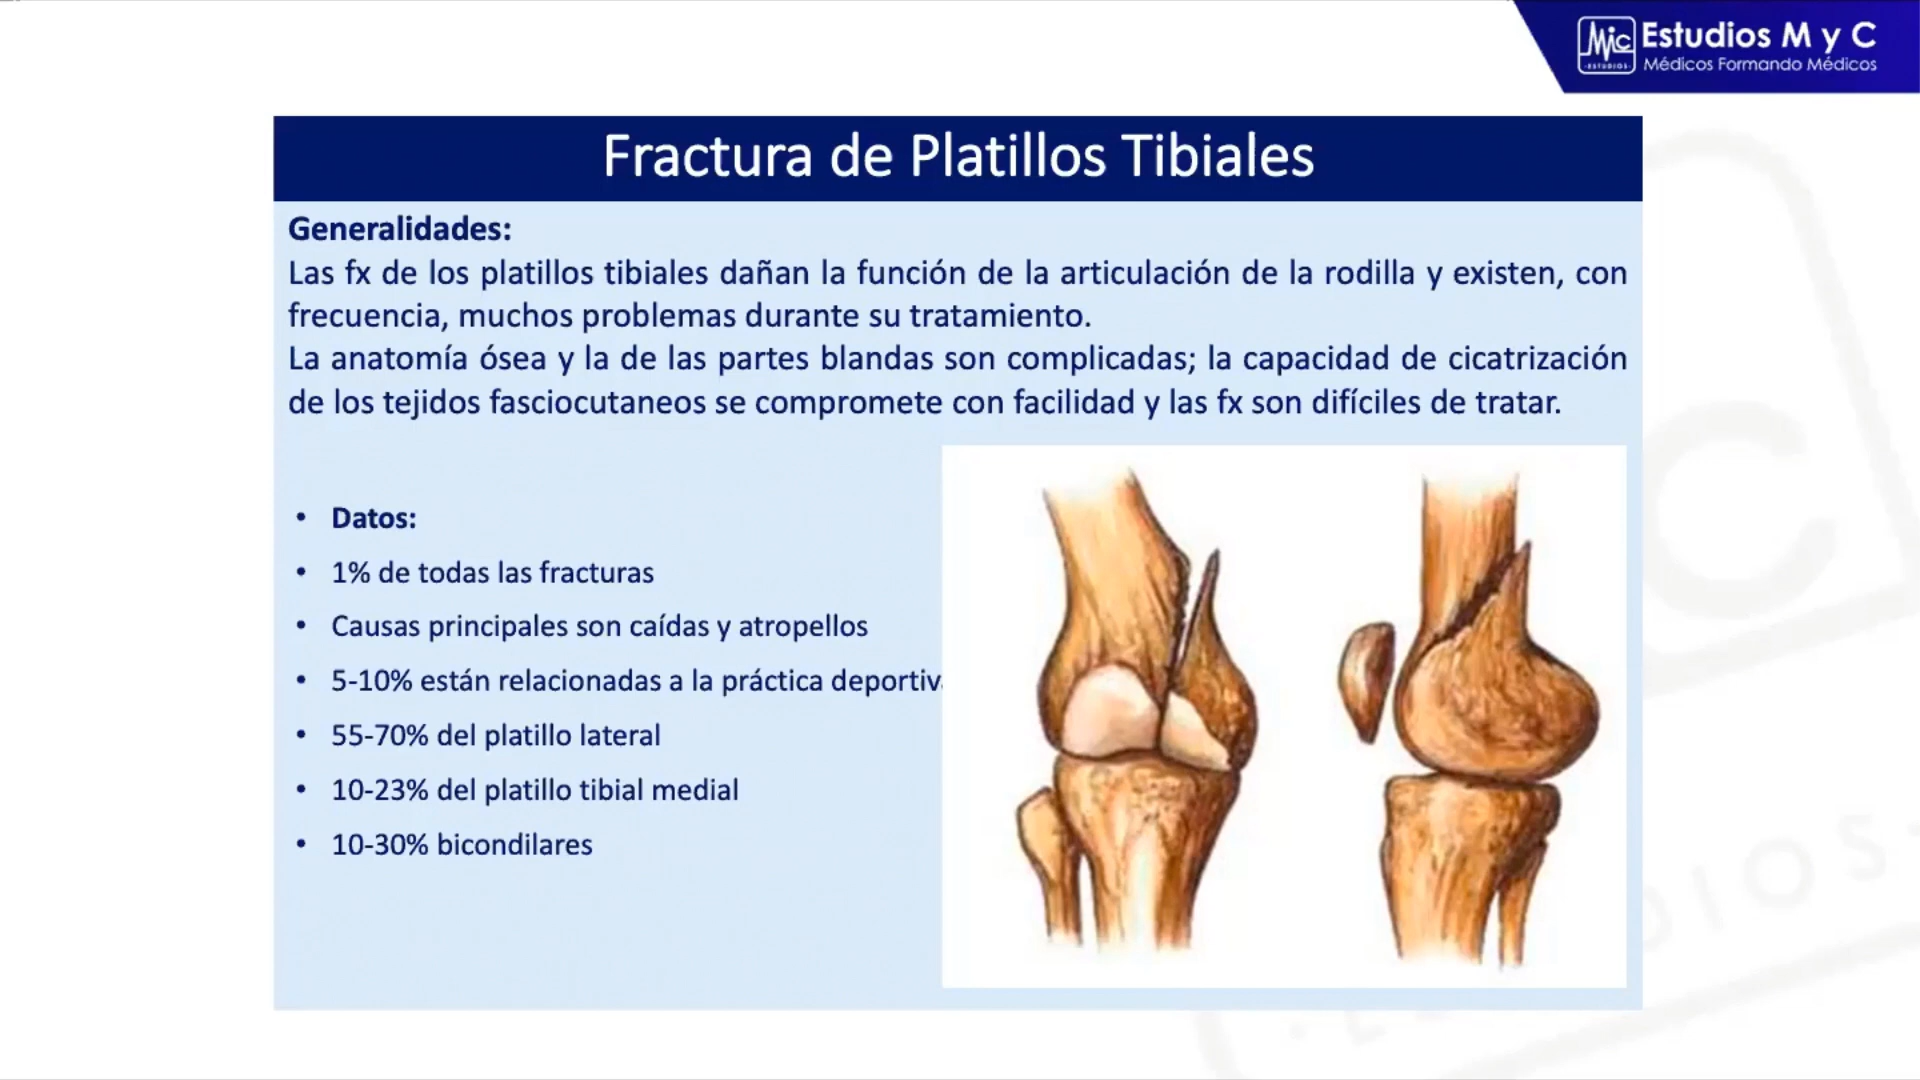 Estudios M y C
Médicos Formando Médicos
Fractura de Platillos Tibiales
Generalidades:
Las fx de los platillos tibiales dañan la función de la articulación de la rodilla y existen, con
frecuencia, muchos problemas durante su tratamiento.
La anatomía ósea y la de las partes blandas son complicadas; la capacidad de cicatrización
de los tejidos fasciocutaneos se compromete con facilidad y las fx son difíciles de tratar.
• Datos:
• 1% de todas las fracturas
• Causas principales son caídas y atropellos
• 5-10% están relacionadas a la práctica deportiv
• 55-70% del platillo lateral
• 10-23% del platillo tibial medial
• 10-30% bicondilares